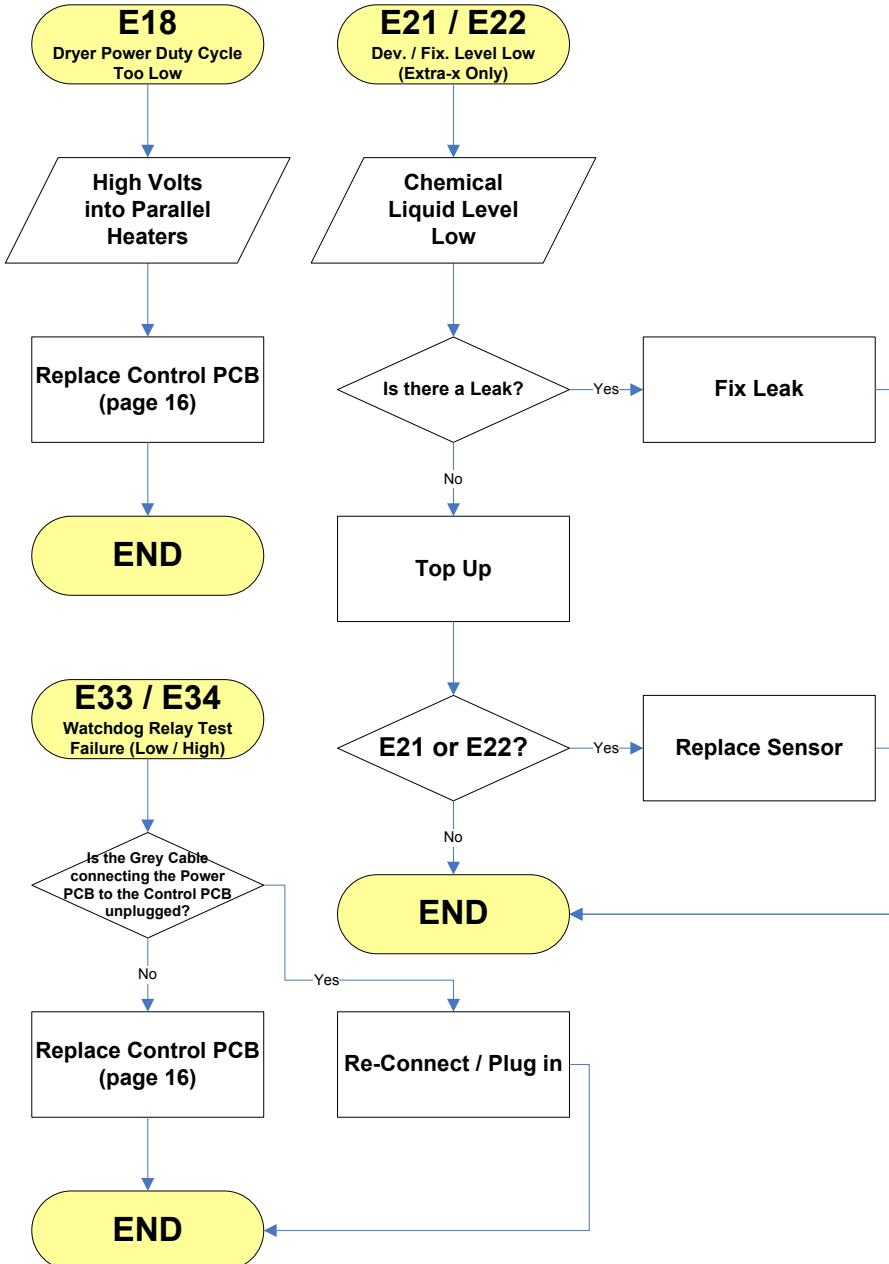 E18
Dryer Power Duty Cycle
Too Low
High Volts
into Parallel
Heaters
Replace Control PCB
(page 16)
END
E21 / E22
Dev. / Fix. Level Low
(Extra-x Only)
Chemical
Liquid Level
Low
Is there a Leak?
Yes
Fix Leak
No
Top Up
E21 or E22?
Yes
Replace Sensor
No
END
E33 / E34
Watchdog Relay Test
Failure (Low / High)
Is the Grey Cable
connecting the Power
PCB to the Control PCB
unplugged?
No
Yes
Replace Control PCB
(page 16)
Re-Connect / Plug in
END